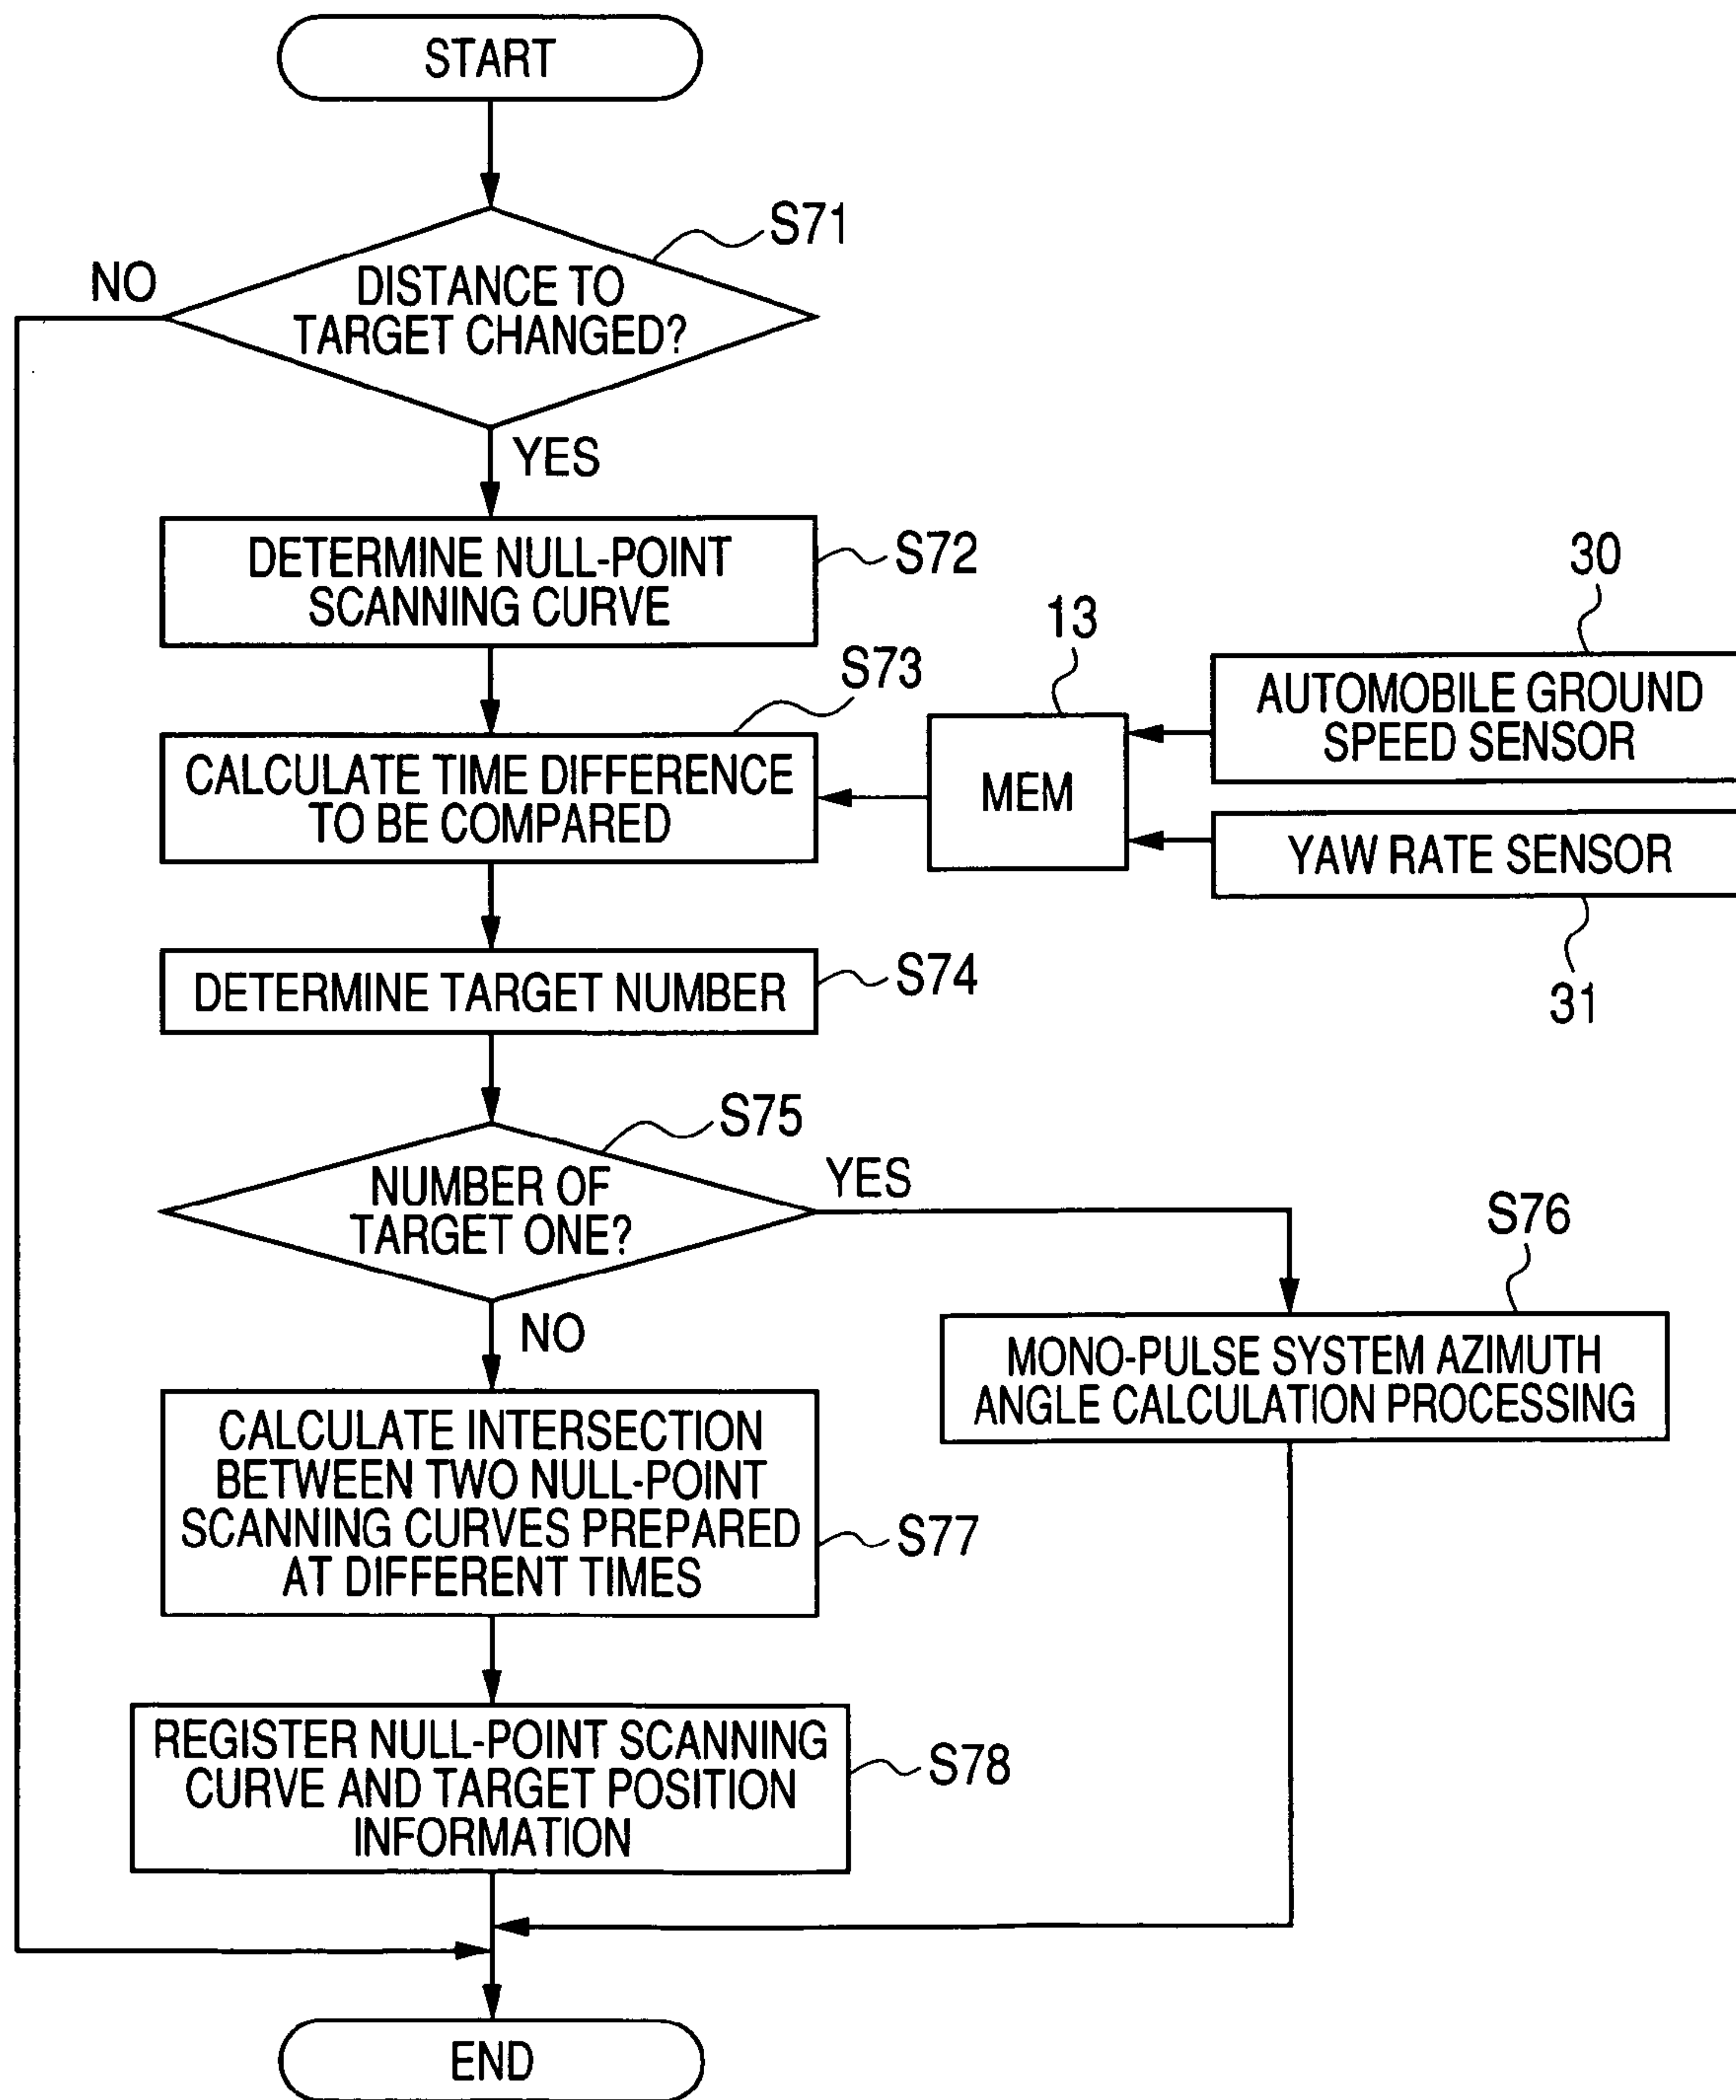 START
S71
NO
DISTANCE TO
TARGET CHANGED?
YES
DETERMINE NULL-POINT
SCANNING CURVE
S72
S73
CALCULATE TIME DIFFERENCE
TO BE COMPARED
13
MEM
30
AUTOMOBILE GROUND
SPEED SENSOR
YAW RATE SENSOR
31
DETERMINE TARGET NUMBER
S74
S75
NUMBER OF
TARGET ONE?
YES
NO
S76
MONO-PULSE SYSTEM AZIMUTH
ANGLE CALCULATION PROCESSING
CALCULATE INTERSECTION
BETWEEN TWO NULL-POINT
SCANNING CURVES PREPARED
AT DIFFERENT TIMES
S77
REGISTER NULL-POINT SCANNING
CURVE AND TARGET POSITION
INFORMATION
S78
END